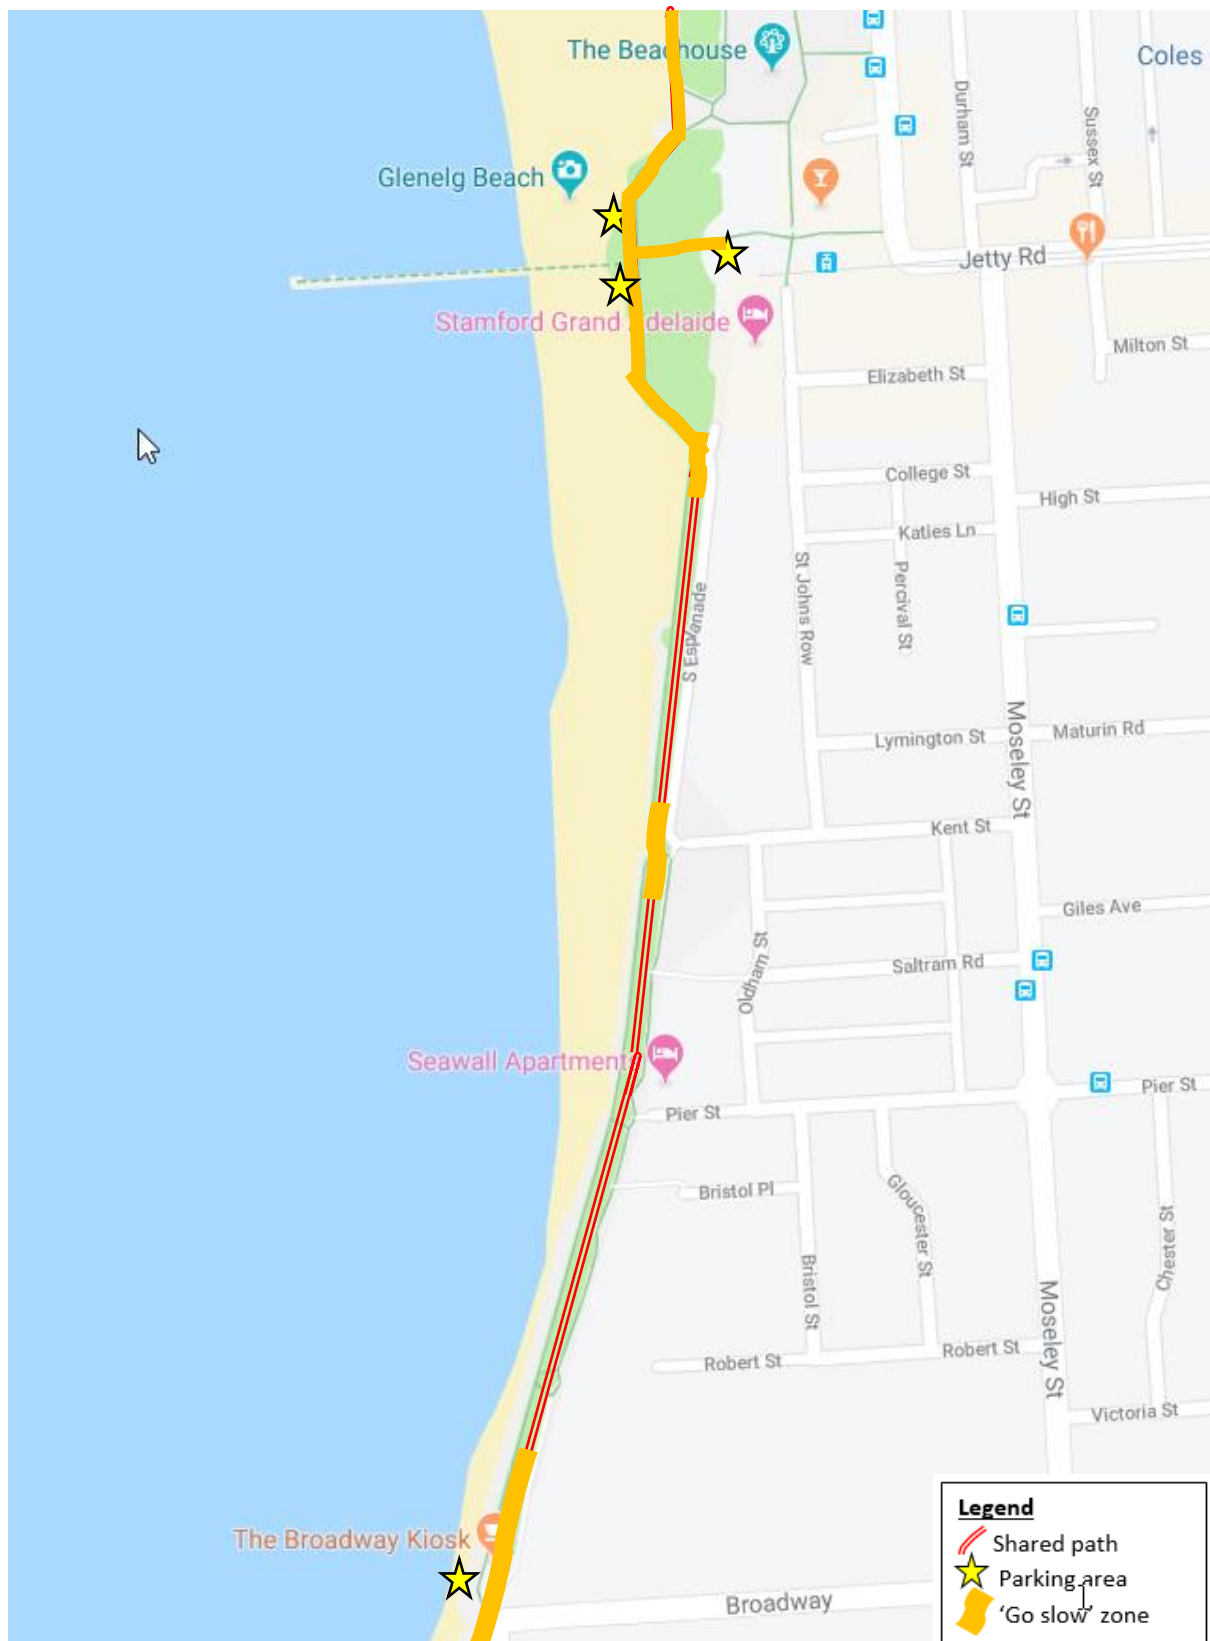 The Beachouse
Coles
Durham St
Sussex St
Glenelg Beach
Jetty Rd
Stamford Grand Adelaide
Milton St
Elizabeth St
College St
High St
Katies Ln
St Johns Row
Percival St
S Esplanade
Moseley St
Lymington St
Maturin Rd
Kent St
Giles Ave
Oldham St
Saltram Rd
Seawall Apartments
Pier St
Pier St
Bristol Pl
Gloucester St
Chester St
Bristol St
Moseley St
Robert St
Robert St
Victoria St
Legend
Shared path
The Broadway Kiosk
Parking area
Broadway
‘Go slow’ zone